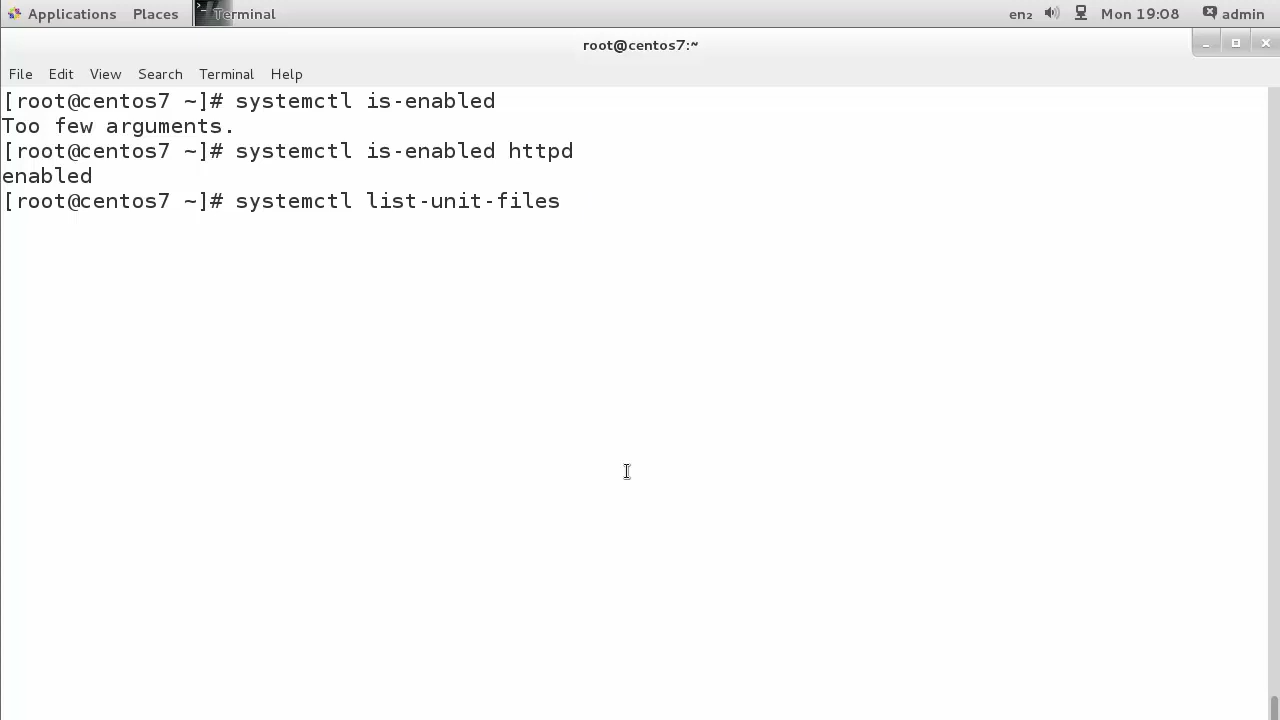 Applications Places Terminal en₂ Mon 19:08 admin
root@centos7:~
File Edit View Search Terminal Help
[root@centos7 ~]# systemctl is-enabled
Too few arguments.
[root@centos7 ~]# systemctl is-enabled httpd
enabled
[root@centos7 ~]# systemctl list-unit-files